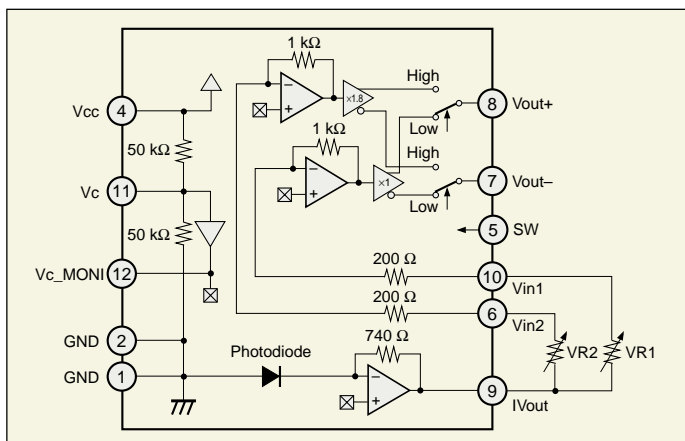 1 kΩ
High
×1.8
4
Vcc
8
Vout+
Low
1 kΩ
50 kΩ
High
11
Vc
×1
7
Vout–
Low
50 kΩ
5
SW
200 Ω
10
Vin1
12
Vc_MONI
200 Ω
6
Vin2
740 Ω
2
GND
VR2
VR1
Photodiode
1
GND
9
IVout
−
+
−
+
−
+